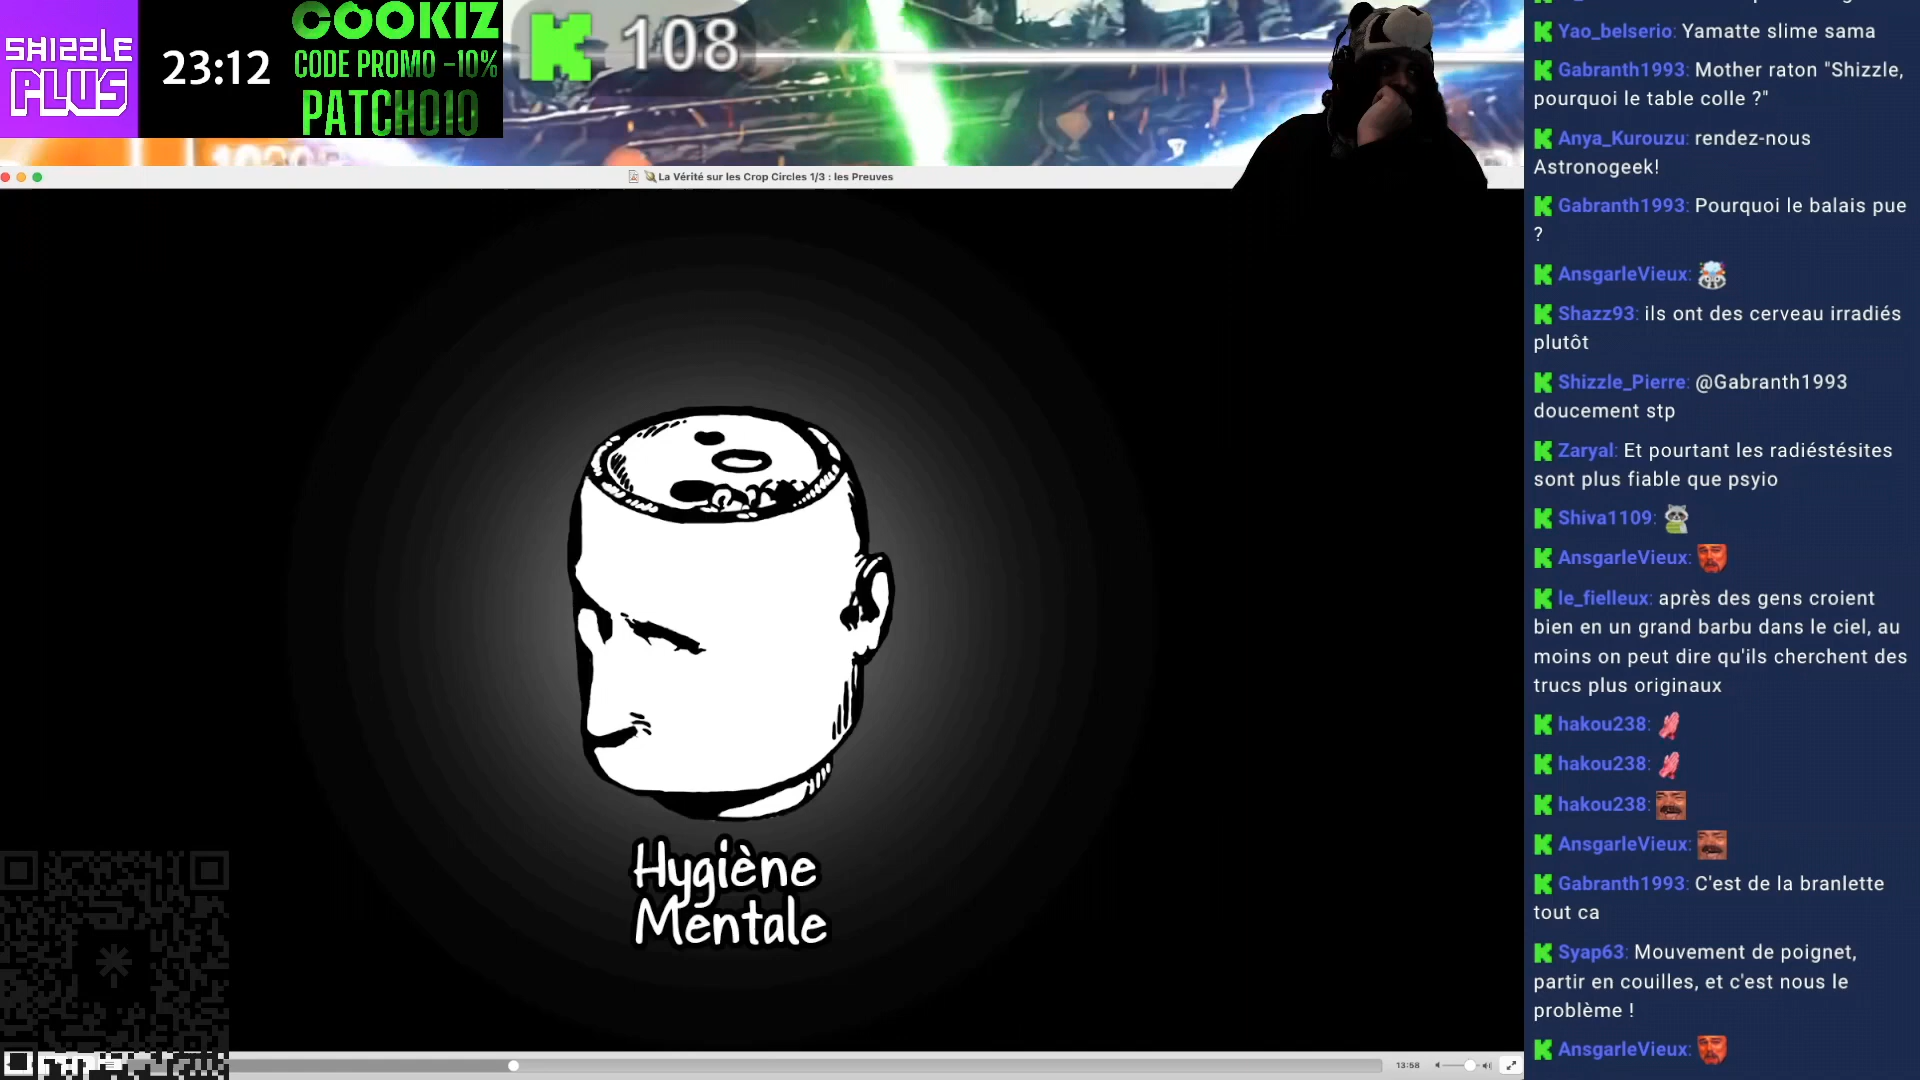 SHIZZLE
PLUS
23:12
COOKIZ
CODE PROMO -10%
PATCHO10
108
La Vérité sur les Crop Circles 1/3 : les Preuves
Hygiène
Mentale
13:58
Yao_belserio: Yamatte slime sama
Gabranth1993: Mother raton "Shizzle,
pourquoi le table colle ?"
Anya_Kurouzu: rendez-nous
Astronogeek!
Gabranth1993: Pourquoi le balais pue
?
AnsgarleVieux:
Shazz93: ils ont des cerveau irradiés
plutôt
Shizzle_Pierre: @Gabranth1993
doucement stp
Zaryal: Et pourtant les radiéstésites
sont plus fiable que psyio
Shiva1109:
AnsgarleVieux:
le_fielleux: après des gens croient
bien en un grand barbu dans le ciel, au
moins on peut dire qu'ils cherchent des
trucs plus originaux
hakou238:
hakou238:
hakou238:
AnsgarleVieux:
Gabranth1993: C'est de la branlette
tout ca
Syap63: Mouvement de poignet,
partir en couilles, et c'est nous le
problème !
AnsgarleVieux: